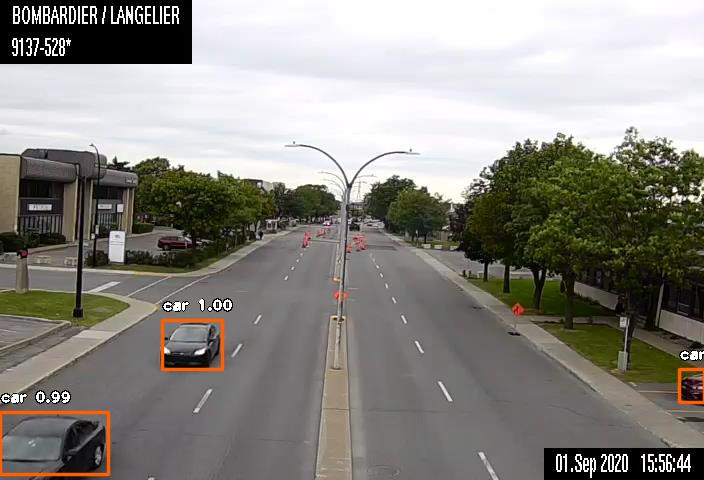 BOMBARDIER / LANGELIER
9137-528*
car 1.00
car 0.99
car
01.Sep 2020 15:56:44